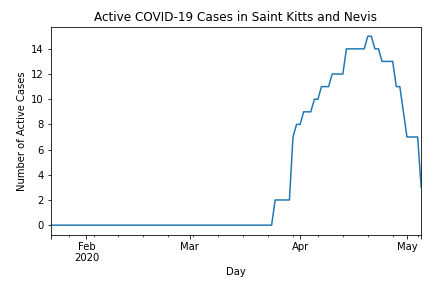 Active COVID-19 Cases in Saint Kitts and Nevis
Number of Active Cases
14
12
10
8
6
4
2
0
Feb
2020
Mar
Apr
May
Day